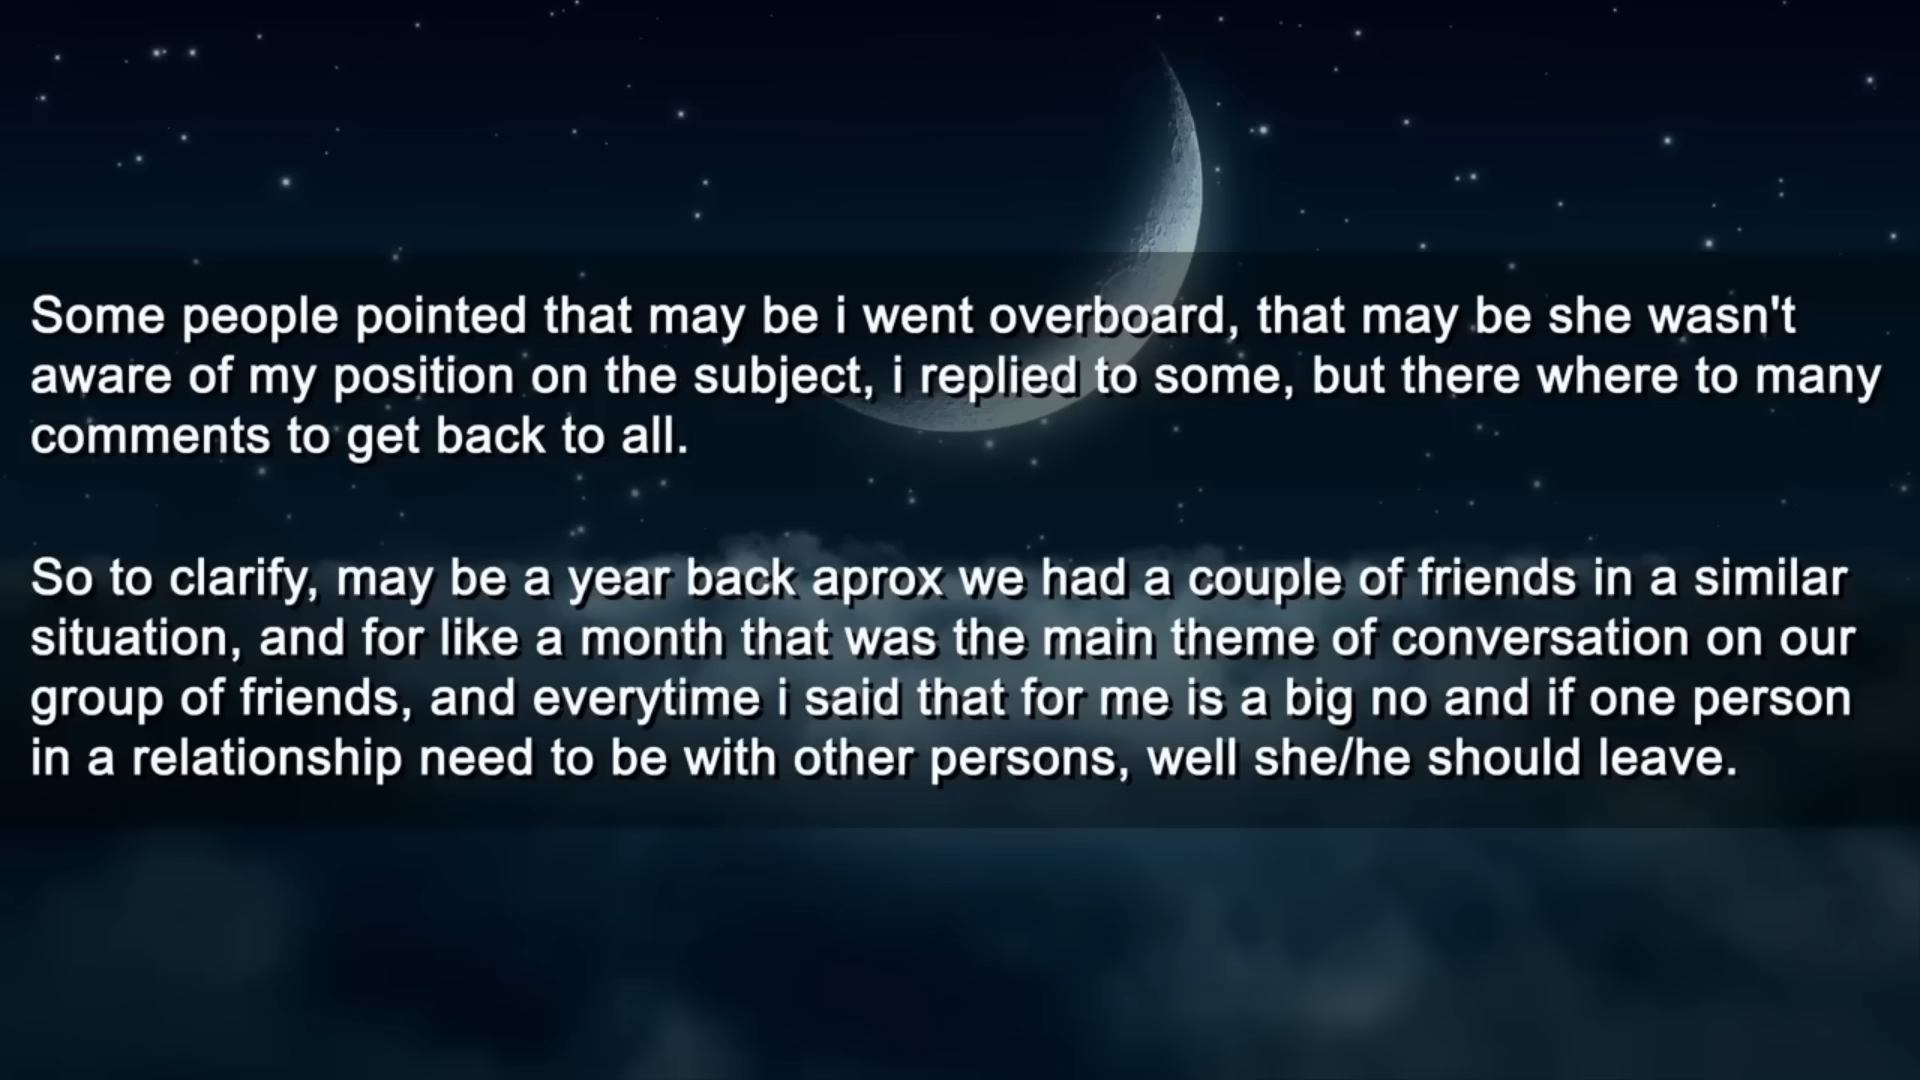 Some people pointed that may be i went overboard, that may be she wasn't
aware of my position on the subject, i replied to some, but there where to many
comments to get back to all.
So to clarify, may be a year back aprox we had a couple of friends in a similar
situation, and for like a month that was the main theme of conversation on our
group of friends, and everytime i said that for me is a big no and if one person
in a relationship need to be with other persons, well she/he should leave.